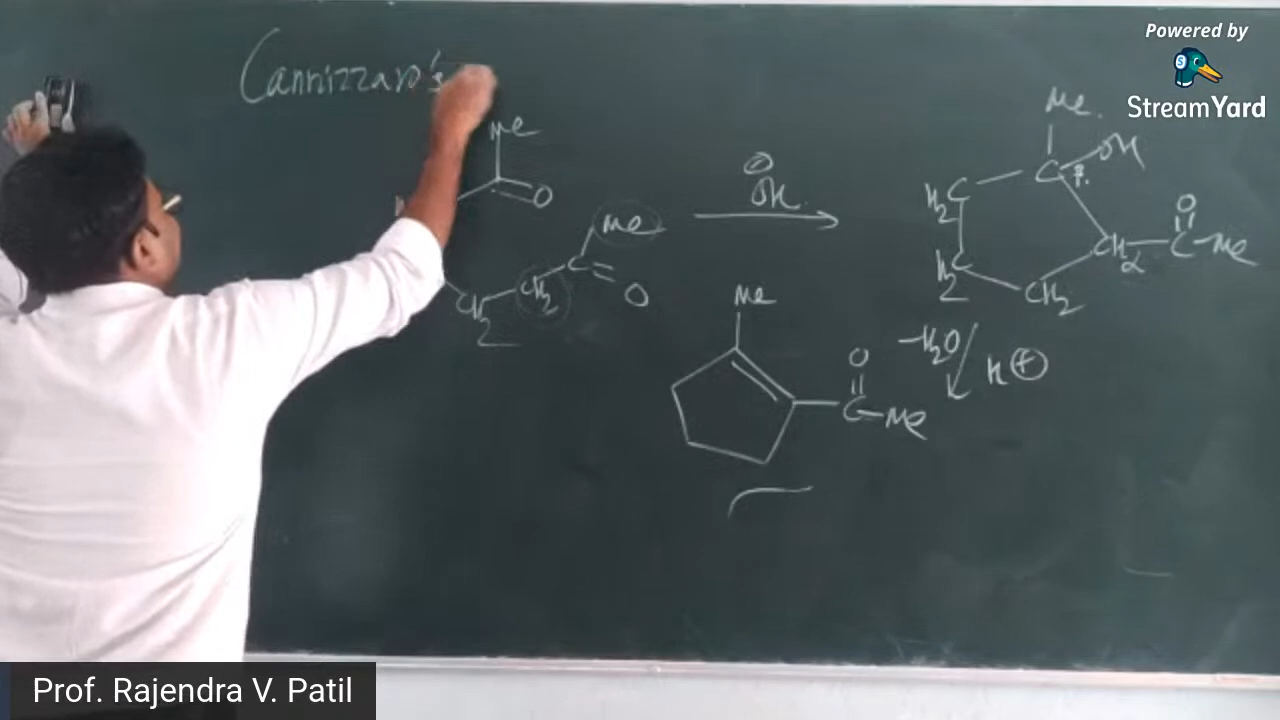 Powered by
StreamYard
Cannizzaro's
Me
O
Me
C
O
CH2
CH2
⊖
OH
Me.
C
OH
β.
H2C
O
CH
α
C-Me
H2C
CH2
-H2O
H⊕
Me
O
C-Me
Prof. Rajendra V. Patil